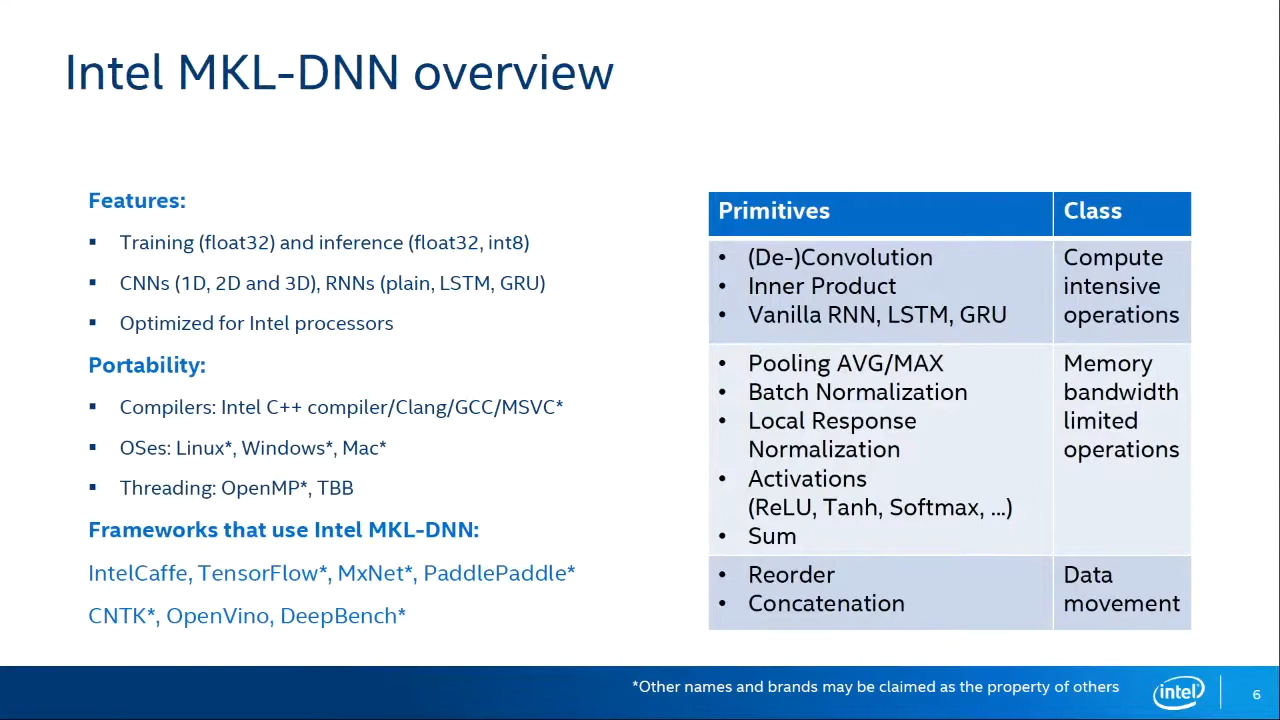 Intel MKL-DNN overview
Features:
▪ Training (float32) and inference (float32, int8)
▪ CNNs (1D, 2D and 3D), RNNs (plain, LSTM, GRU)
▪ Optimized for Intel processors
Portability:
▪ Compilers: Intel C++ compiler/Clang/GCC/MSVC*
▪ OSes: Linux*, Windows*, Mac*
▪ Threading: OpenMP*, TBB
Frameworks that use Intel MKL-DNN:
IntelCaffe, TensorFlow*, MxNet*, PaddlePaddle*
CNTK*, OpenVino, DeepBench*
Primitives
Class
• (De-)Convolution
• Inner Product
• Vanilla RNN, LSTM, GRU
Compute
intensive
operations
• Pooling AVG/MAX
• Batch Normalization
• Local Response
Normalization
• Activations
(ReLU, Tanh, Softmax, ...)
• Sum
Memory
bandwidth
limited
operations
• Reorder
• Concatenation
Data
movement
*Other names and brands may be claimed as the property of others
intel
6